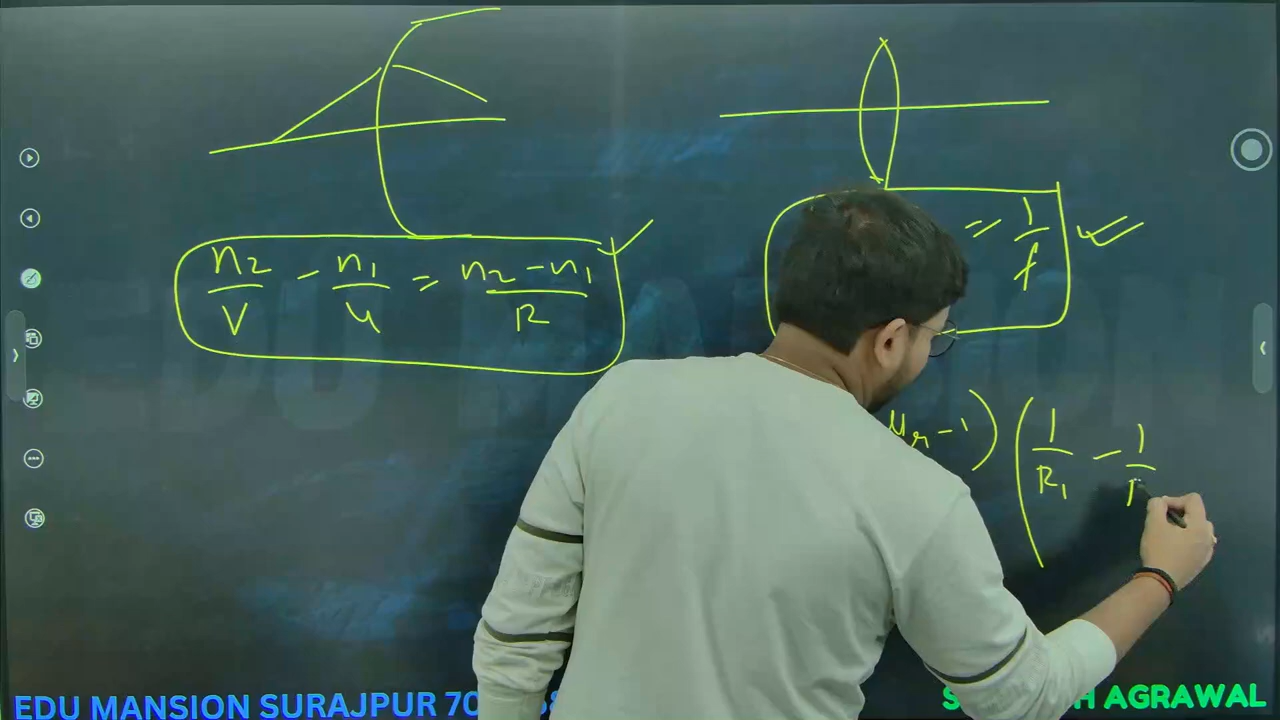 n2/V - n1/u = n2-n1/R
= 1/f
μr-1) (1/R1 - 1/R
EDU MANSION SURAJPUR 70
AGRAWAL